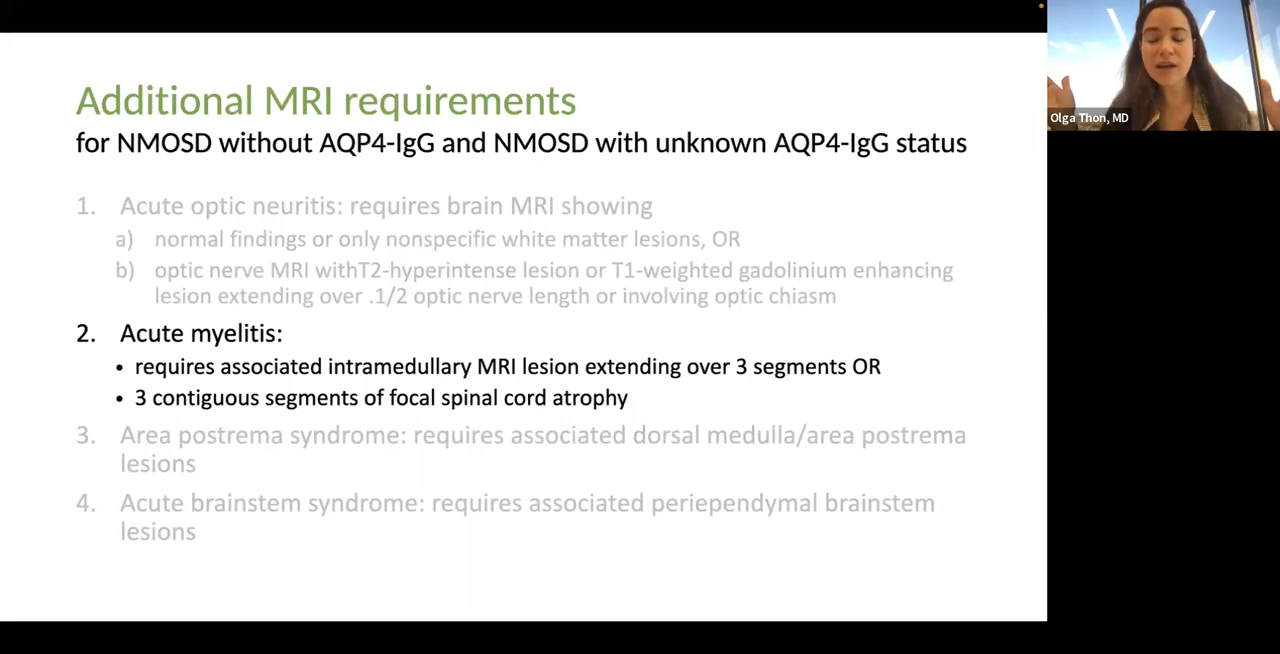 Additional MRI requirements
for NMOSD without AQP4-IgG and NMOSD with unknown AQP4-IgG status
1. Acute optic neuritis: requires brain MRI showing
a) normal findings or only nonspecific white matter lesions, OR
b) optic nerve MRI withT2-hyperintense lesion or T1-weighted gadolinium enhancing
lesion extending over .1/2 optic nerve length or involving optic chiasm
2. Acute myelitis:
• requires associated intramedullary MRI lesion extending over 3 segments OR
• 3 contiguous segments of focal spinal cord atrophy
3. Area postrema syndrome: requires associated dorsal medulla/area postrema
lesions
4. Acute brainstem syndrome: requires associated periependymal brainstem
lesions
Olga Thon, MD